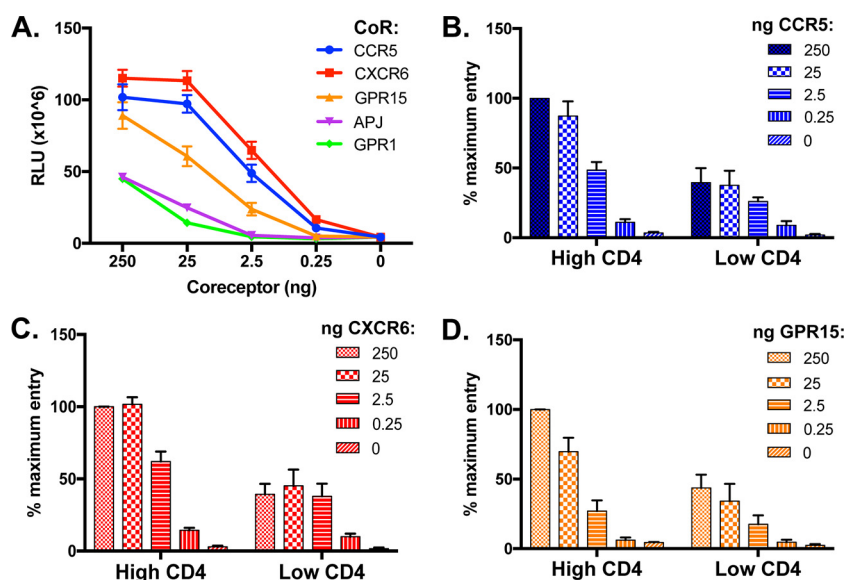 A.
CoR:
CCR5
CXCR6
GPR15
APJ
GPR1
RLU (x10^6)
150
100
50
0
250
25
2.5
0.25
0
Coreceptor (ng)
B.
ng CCR5:
250
25
2.5
0.25
0
% maximum entry
150
100
50
0
High CD4
Low CD4
C.
ng CXCR6:
250
25
2.5
0.25
0
% maximum entry
150
100
50
0
High CD4
Low CD4
D.
ng GPR15:
250
25
2.5
0.25
0
% maximum entry
150
100
50
0
High CD4
Low CD4